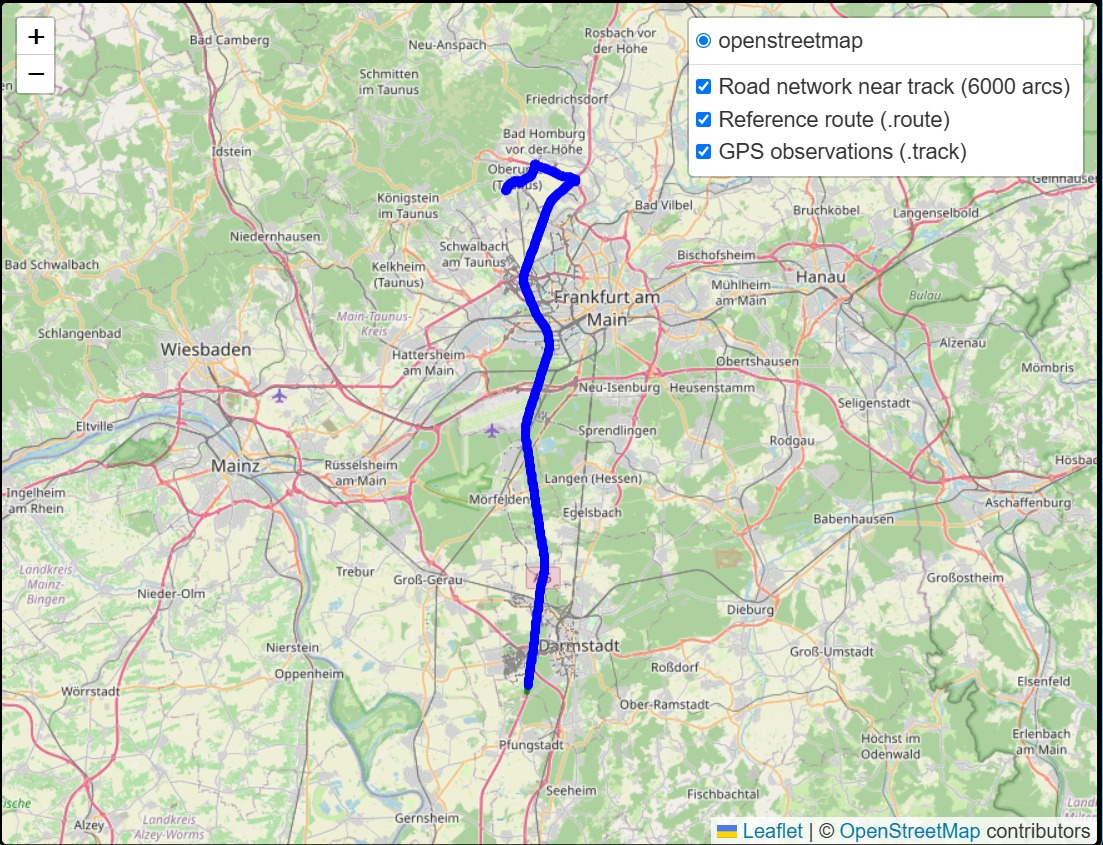 +
−
openstreetmap
Road network near track (6000 arcs)
Reference route (.route)
GPS observations (.track)
Bad Camberg
Neu-Anspach
Rosbach vor
der Höhe
Schmitten
im Taunus
Friedrichsdorf
Bad Homburg
vor der Höhe
Idstein
(Taunus)
Königstein
im Taunus
Bad Vilbel
Bruchköbel
Langenselbold
Gelnhausen
Niedernhausen
Schwalbach
am Taunus
Bad Schwalbach
Kelkheim
(Taunus)
Bischofsheim
Hanau
Mühlheim
am Main
Bulau
Frankfurt am
Main
Main-Taunus-
Kreis
Schlangenbad
Wiesbaden
Hattersheim
am Main
Alzenau
Obertshausen
Mömbris
Neu-Isenburg
Heusenstamm
Seligenstadt
Eltville
Sprendlingen
Rodgau
Mainz
Rüsselsheim
am Main
Langen (Hessen)
Hösba
Ingelheim
am Rhein
Mörfelden
Egelsbach
Aschaffenburg
Babenhausen
Landkreis
Mainz-
Bingen
Trebur
Groß-Gerau
Großostheim
Nieder-Olm
Dieburg
Nierstein
Darmstadt
Groß-Umstadt
Oppenheim
Roßdorf
Elsenfeld
Wörrstadt
Ober-Ramstadt
Pfungstadt
Höchst im
Odenwald
Erlenbach
am Main
Seeheim
Fischbachtal
Landkreis
Alzey-Worms
Alzey
Gernsheim
Leaflet | © OpenStreetMap contributors